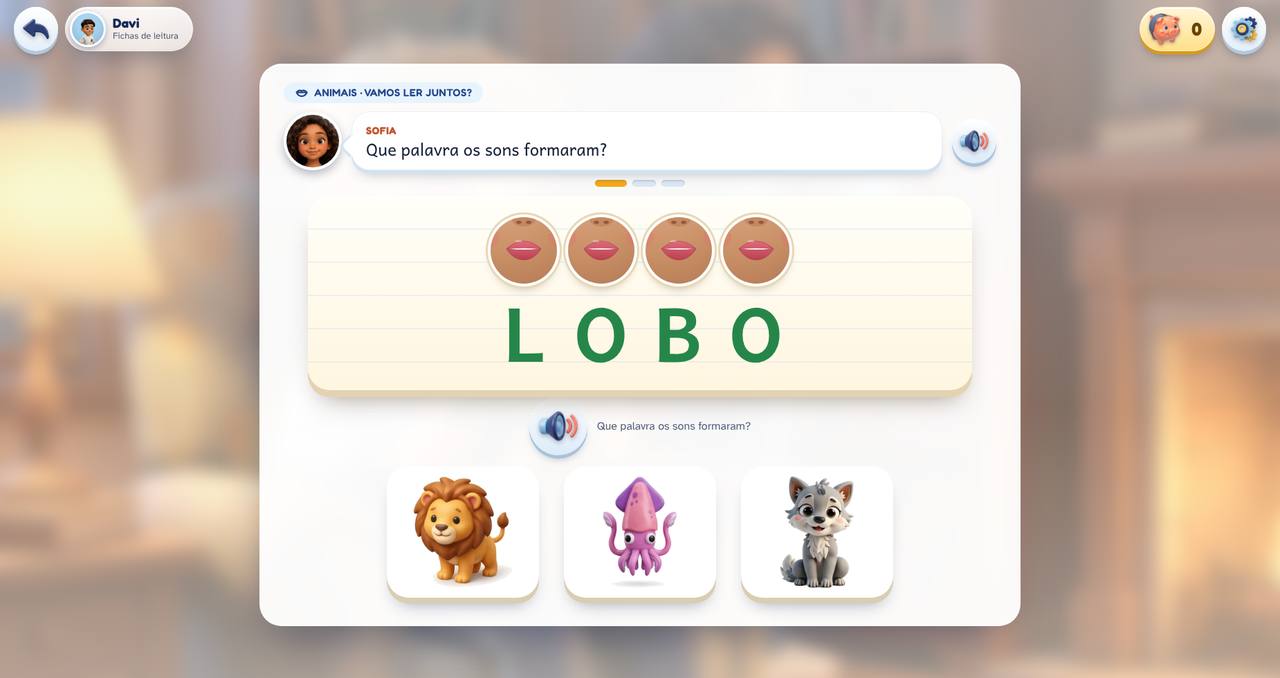 Davi
Fichas de leitura
0
ANIMAIS · VAMOS LER JUNTOS?
SOFIA
Que palavra os sons formaram?
L O B O
Que palavra os sons formaram?